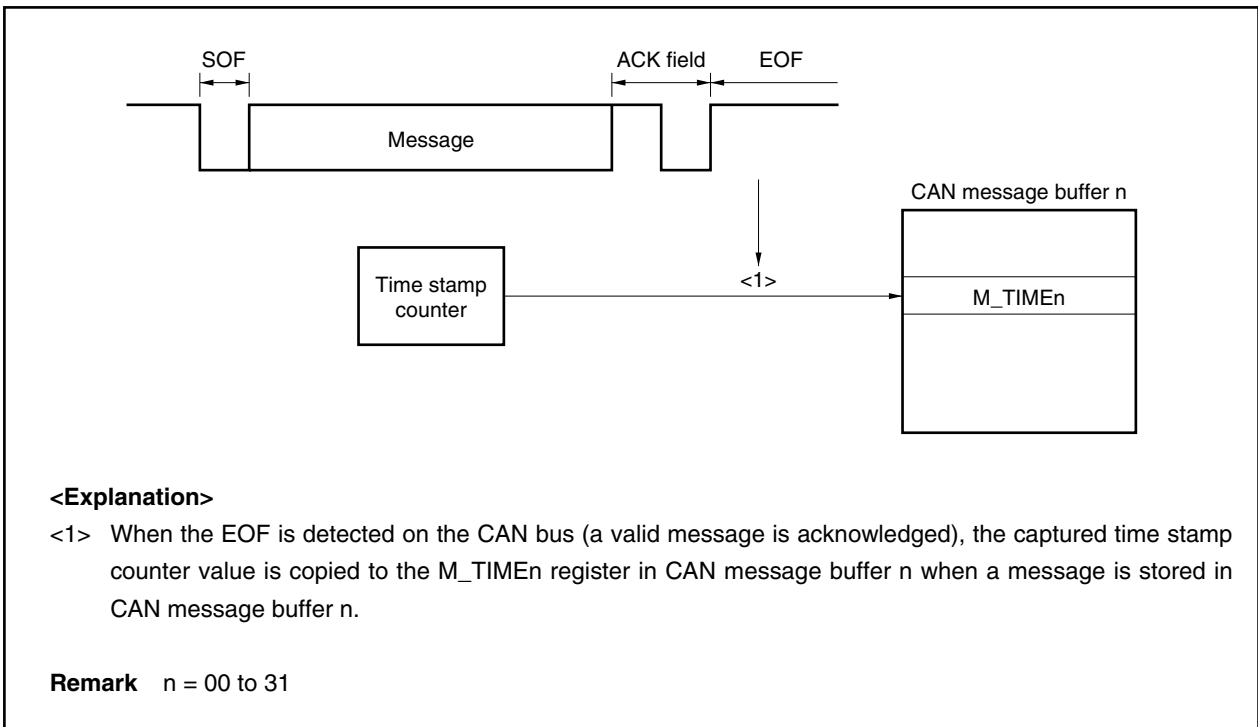 SOF
ACK field
EOF
Message
CAN message buffer n
Time stamp
counter
<1>
M_TIMEn
<Explanation>
<1> When the EOF is detected on the CAN bus (a valid message is acknowledged), the captured time stamp
counter value is copied to the M_TIMEn register in CAN message buffer n when a message is stored in
CAN message buffer n.
Remark n = 00 to 31